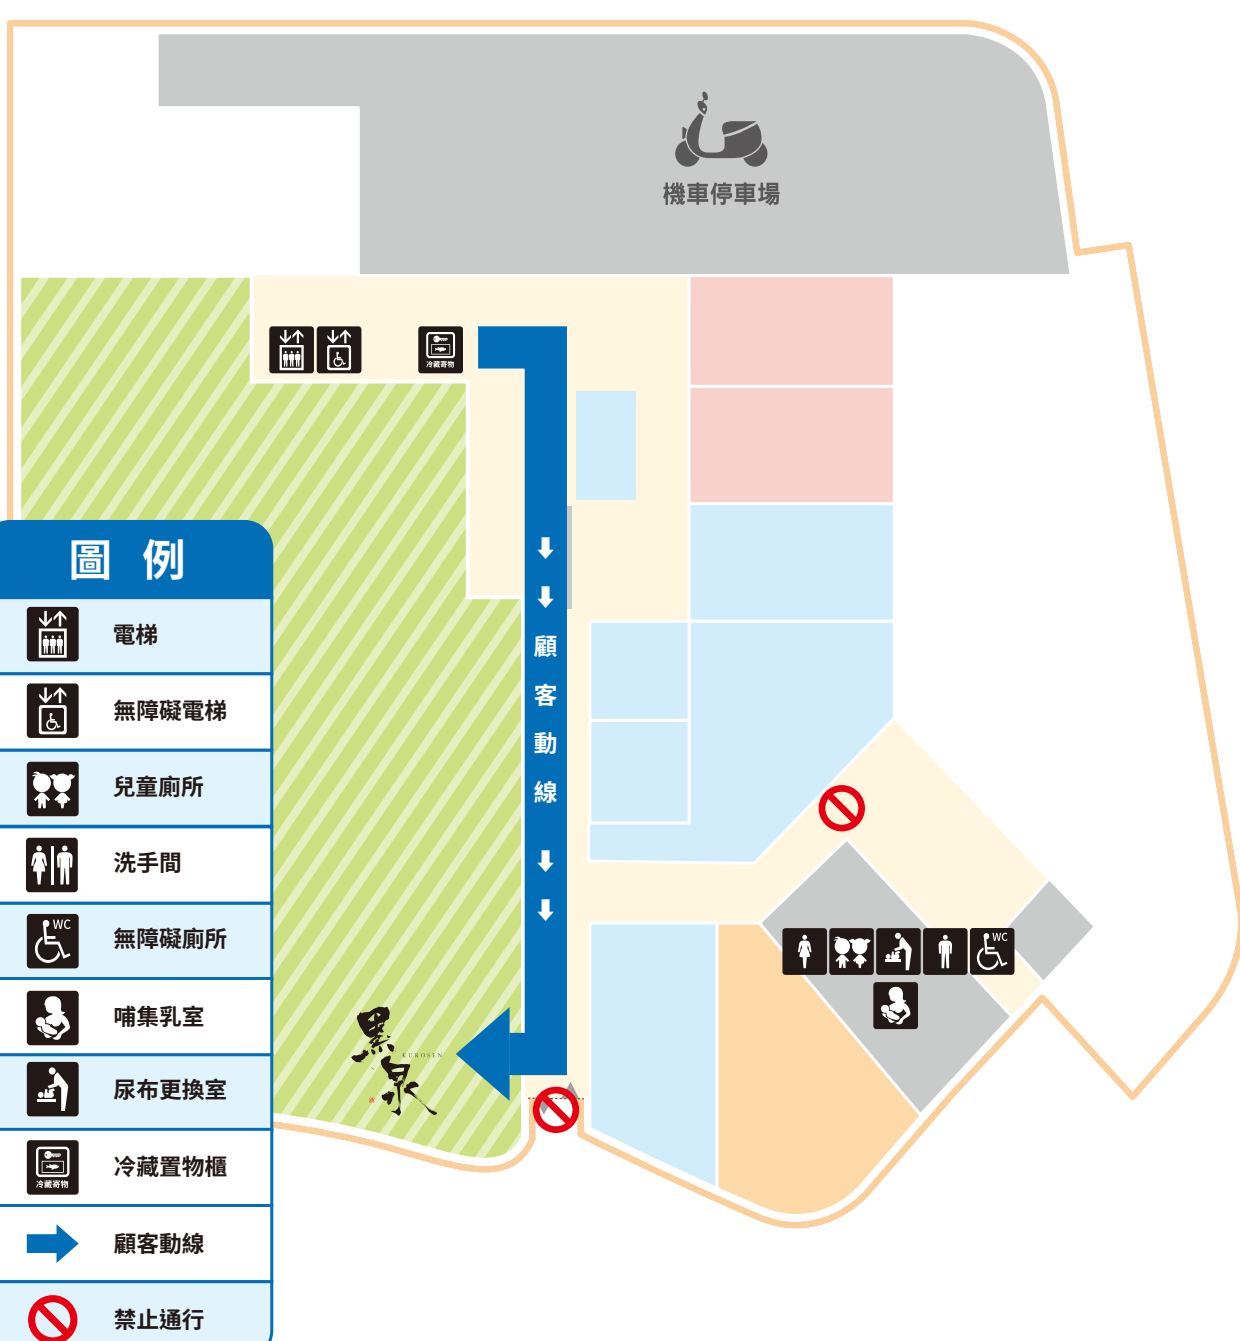 機車停車場
冷藏寄物
顧客動線
黑泉
KUROSEN
WC
圖例
電梯
無障礙電梯
兒童廁所
洗手間
WC
無障礙廁所
哺集乳室
尿布更換室
冷藏寄物
冷藏置物櫃
顧客動線
禁止通行